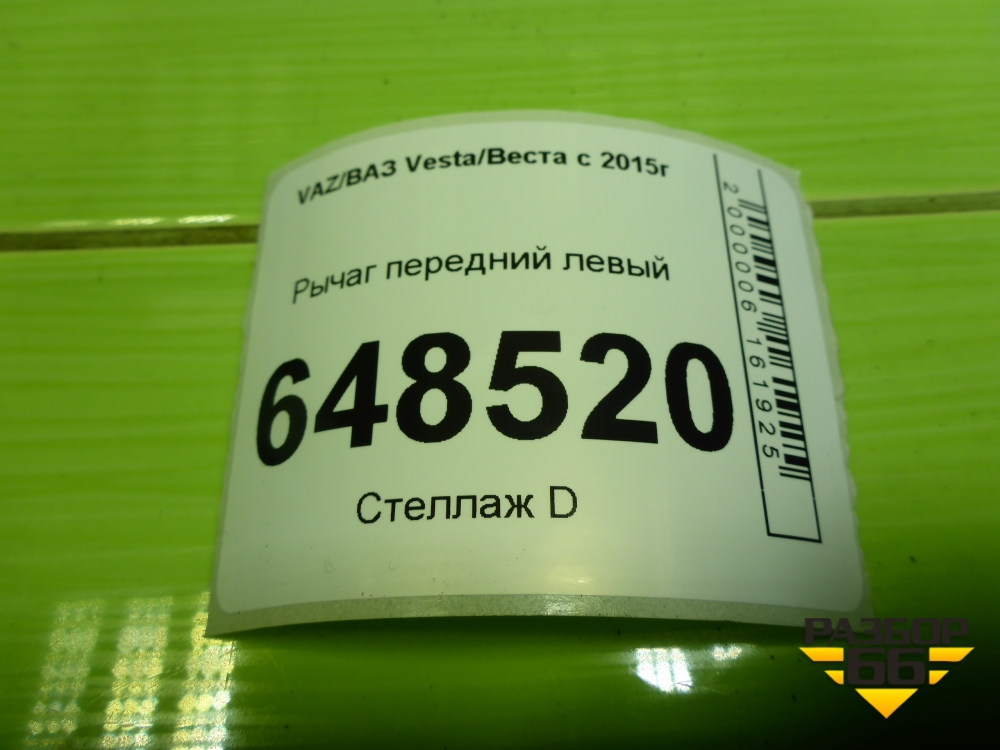 VAZ/ВАЗ Vesta/Веста с 2015г
Рычаг передний левый
648520
Стеллаж D
2000006161925
РАЗБОР
66